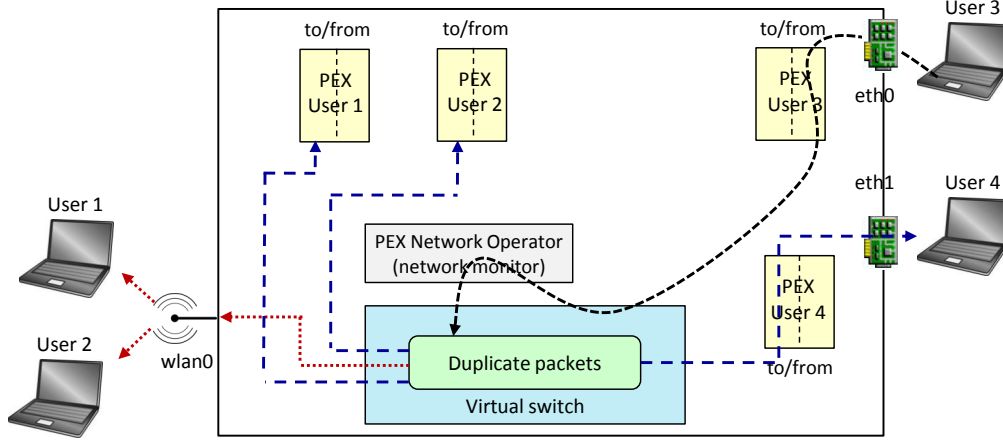 to/from
to/from
to/from
User 3
PEX
User 1
PEX
User 2
PEX
User 3
eth0
eth1
User 4
User 1
PEX Network Operator
(network monitor)
PEX
User 4
User 2
wlan0
Duplicate packets
to/from
Virtual switch